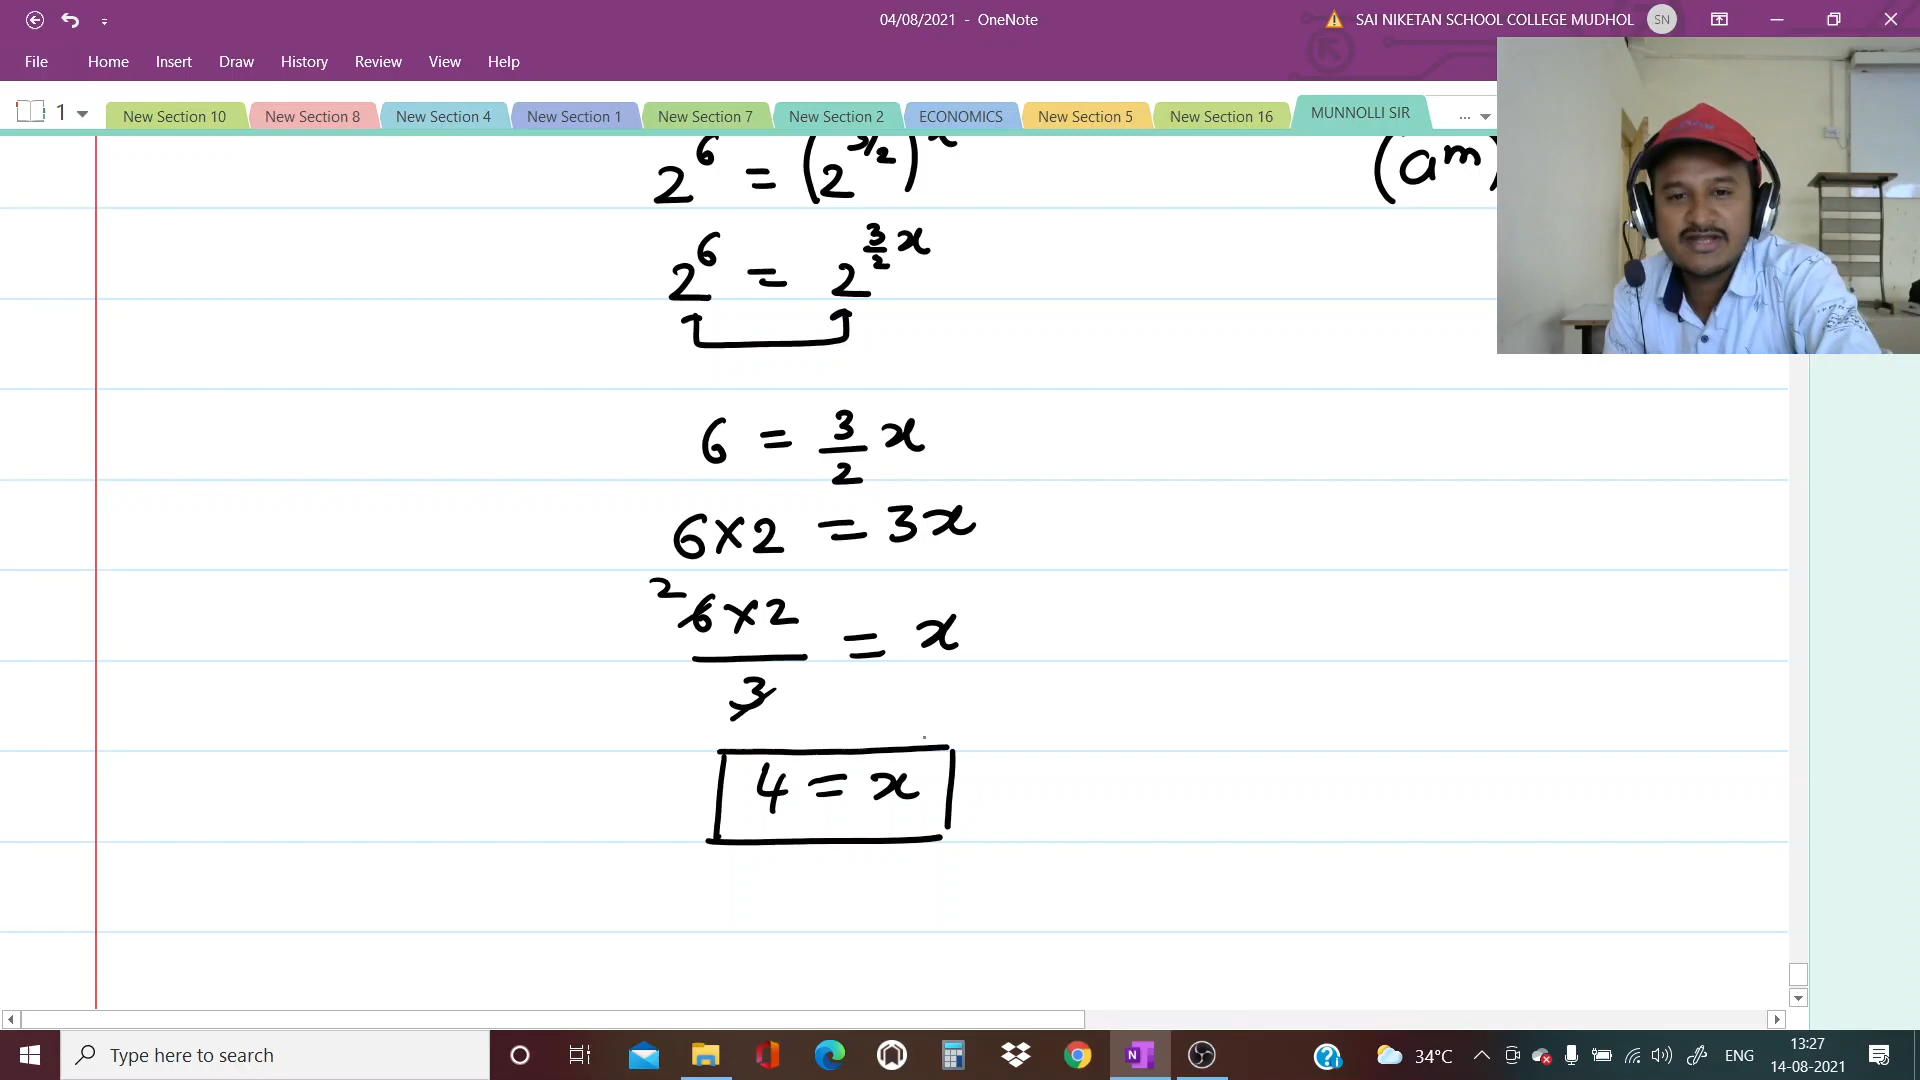 04/08/2021 - OneNote
SAI NIKETAN SCHOOL COLLEGE MUDHOL SN
File Home Insert Draw History Review View Help
1 New Section 10 New Section 8 New Section 4 New Section 1 New Section 7 New Section 2 ECONOMICS New Section 5 New Section 16 MUNNOLLI SIR ...
2^6 = (2^{3/2})^x
(a^m)
2^6 = 2^{\frac{3}{2}x}
6 = \frac{3}{2}x
6×2 = 3x
2
\frac{6×2}{3} = x
4 = x
Type here to search
34°C
ENG
13:27
14-08-2021